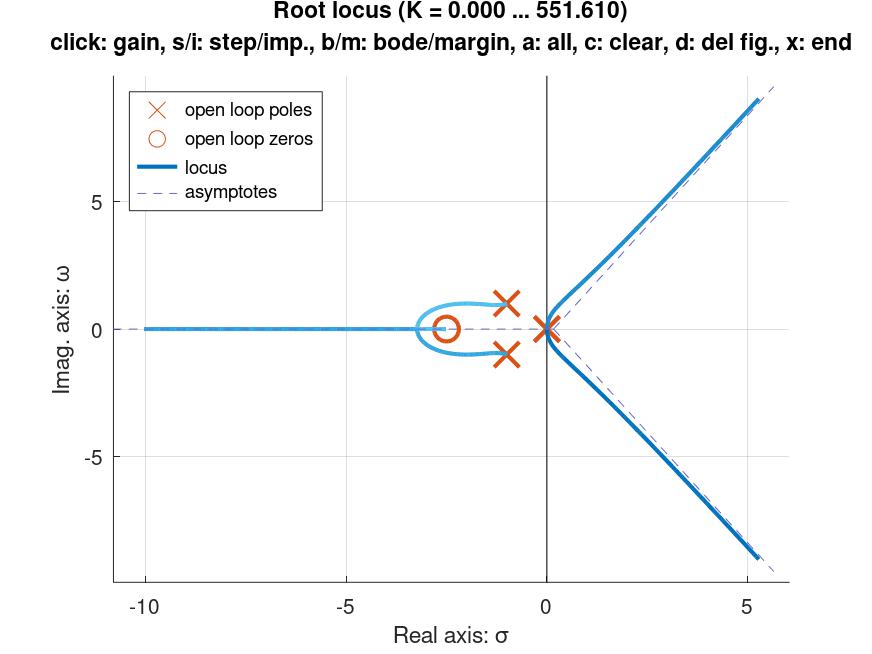 Root locus (K = 0.000 ... 551.610)
click: gain, s/i: step/imp., b/m: bode/margin, a: all, c: clear, d: del fig., x: end
open loop poles
open loop zeros
locus
asymptotes
5
0
-5
Imag. axis: ω
-10
-5
0
5
Real axis: σ